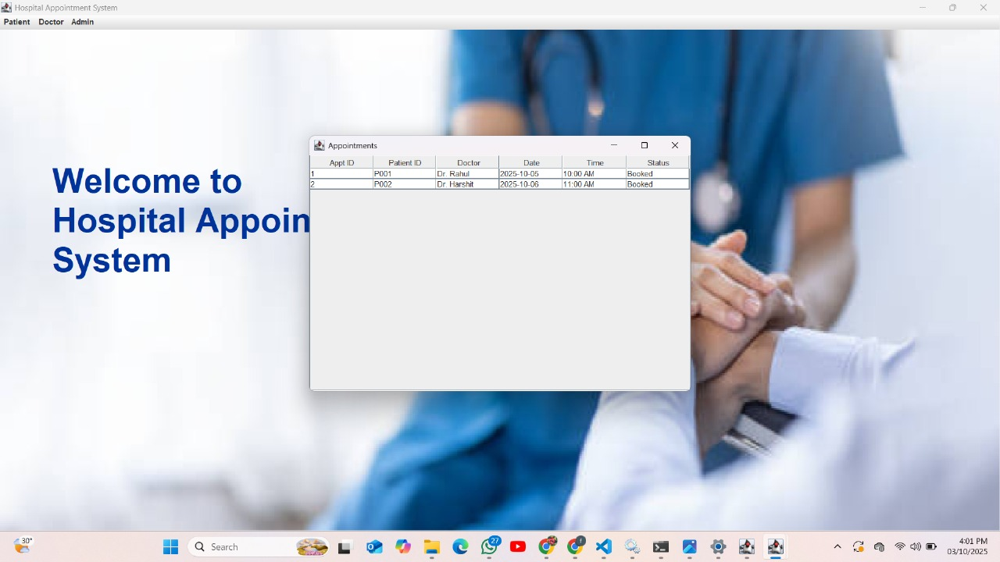 Hospital Appointment System
Patient Doctor Admin
Welcome to
Hospital Appoin
System
Appointments
Appt ID Patient ID Doctor Date Time Status
1 P001 Dr. Rahul 2025-10-05 10:00 AM Booked
2 P002 Dr. Harshit 2025-10-06 11:00 AM Booked
30°
Search
27
4:01 PM
03/10/2025